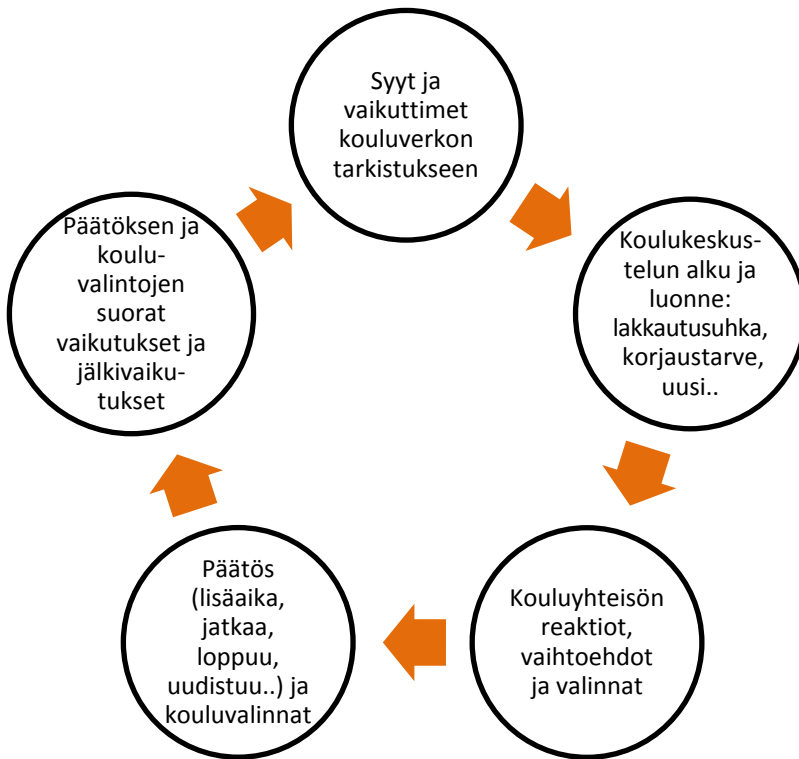 Syyt ja
vaikuttimet
kouluverkon
tarkistukseen
Koulukeskus-
telun alku ja
luonne:
lakkautusuhka,
korjaustarve,
uusi..
Kouluyhteisön
reaktiot,
vaihtoehdot
ja valinnat
Päätös
(lisäaika,
jatkaa,
loppuu,
uudistuu..) ja
kouluvalinnat
Päätöksen ja
koulu-
valintojen
suorat
vaikutukset ja
jälkivaiku-
tukset